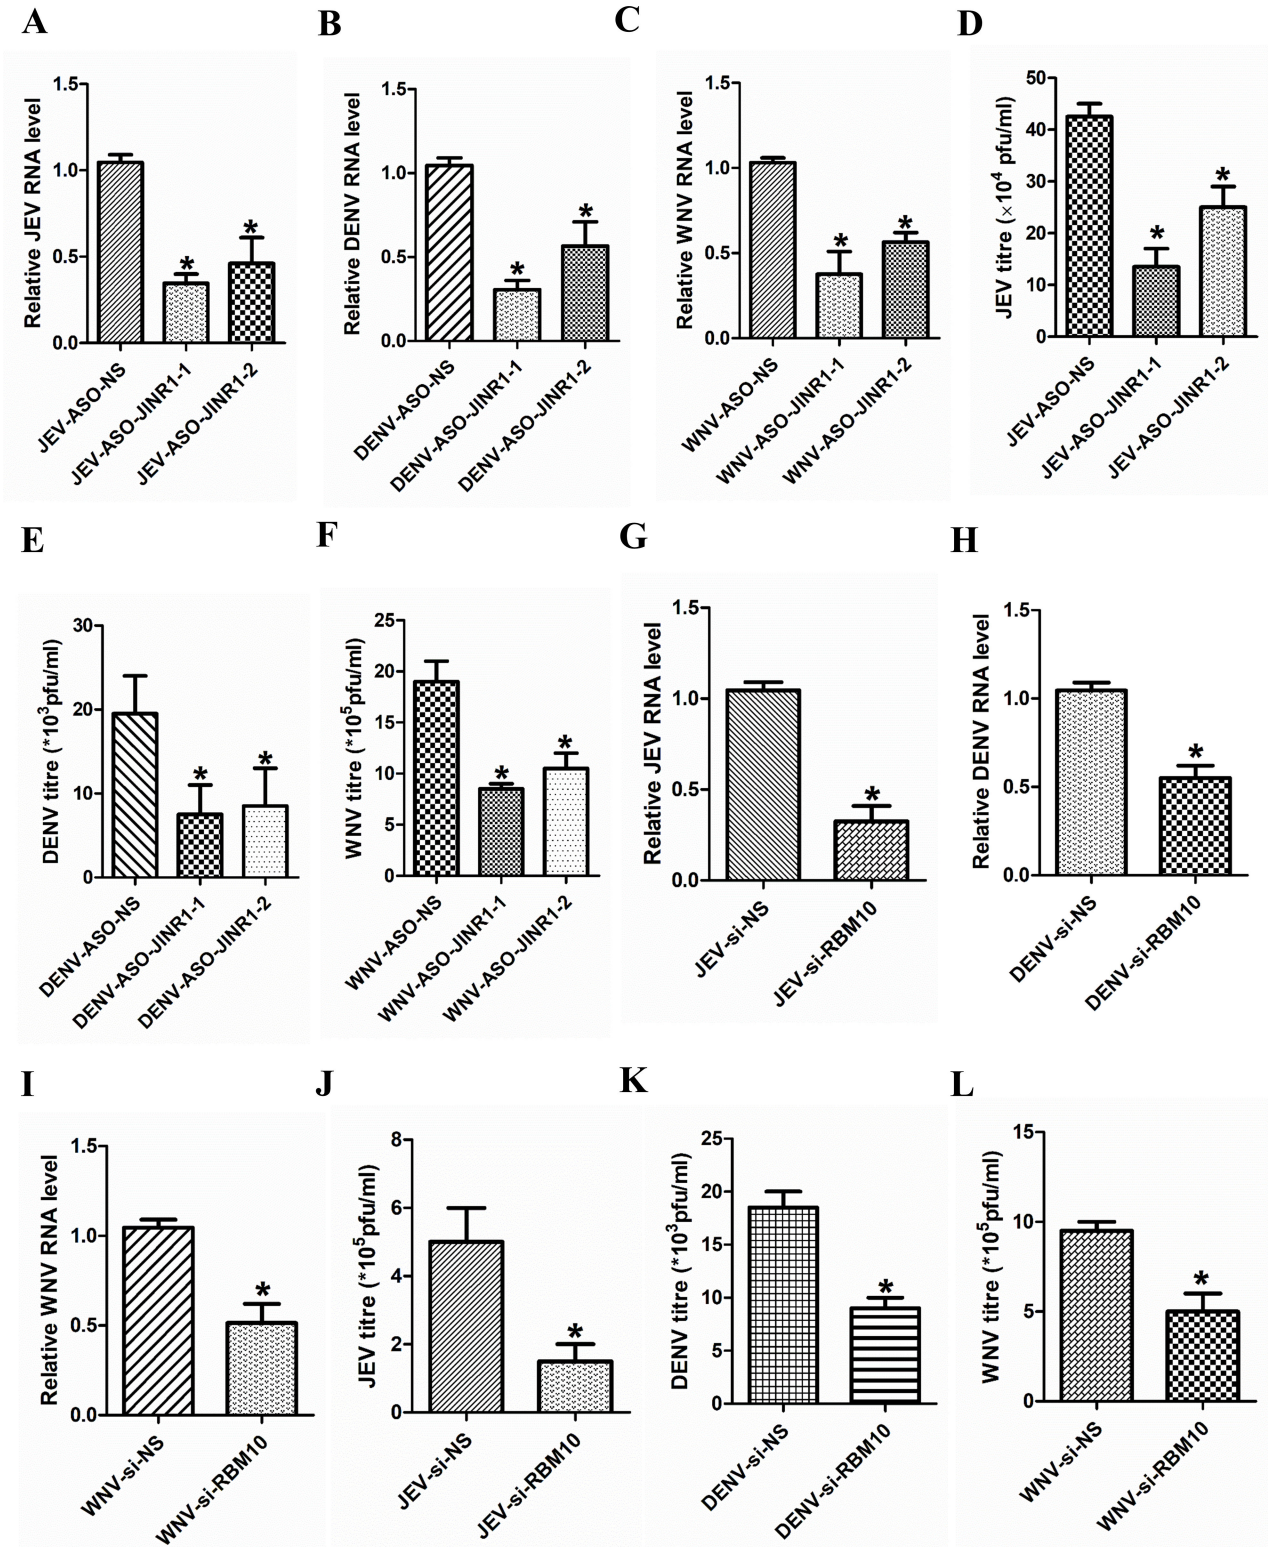 A
Relative JEV RNA level
1.5
1.0
0.5
0.0
*
*
JEV-ASO-NS
JEV-ASO-JINR1-1
JEV-ASO-JINR1-2
B
Relative DENV RNA level
1.5
1.0
0.5
0.0
*
*
DENV-ASO-NS
DENV-ASO-JINR1-1
DENV-ASO-JINR1-2
C
Relative WNV RNA level
1.5
1.0
0.5
0.0
*
*
WNV-ASO-NS
WNV-ASO-JINR1-1
WNV-ASO-JINR1-2
D
JEV titre (×10⁴ pfu/ml)
50
40
30
20
10
0
*
*
JEV-ASO-NS
JEV-ASO-JINR1-1
JEV-ASO-JINR1-2
E
DENV titre (*10³pfu/ml)
30
20
10
0
*
*
DENV-ASO-NS
DENV-ASO-JINR1-1
DENV-ASO-JINR1-2
F
WNV titre (*10⁵pfu/ml)
25
20
15
10
5
0
*
*
WNV-ASO-NS
WNV-ASO-JINR1-1
WNV-ASO-JINR1-2
G
Relative JEV RNA level
1.5
1.0
0.5
0.0
*
JEV-si-NS
JEV-si-RBM10
H
Relative DENV RNA level
1.5
1.0
0.5
0.0
*
DENV-si-NS
DENV-si-RBM10
I
Relative WNV RNA level
1.5
1.0
0.5
0.0
*
WNV-si-NS
WNV-si-RBM10
J
JEV titre (*10⁵pfu/ml)
8
6
4
2
0
*
JEV-si-NS
JEV-si-RBM10
K
DENV titre (*10³pfu/ml)
25
20
15
10
5
0
*
DENV-si-NS
DENV-si-RBM10
L
WNV titre (*10⁵pfu/ml)
15
10
5
0
*
WNV-si-NS
WNV-si-RBM10